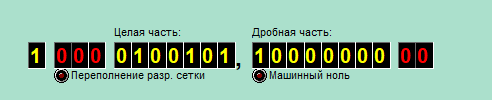 Целая часть: Дробная часть:
1 000 0100101, 10000000 00
Переполнение разр. сетки Машинный ноль